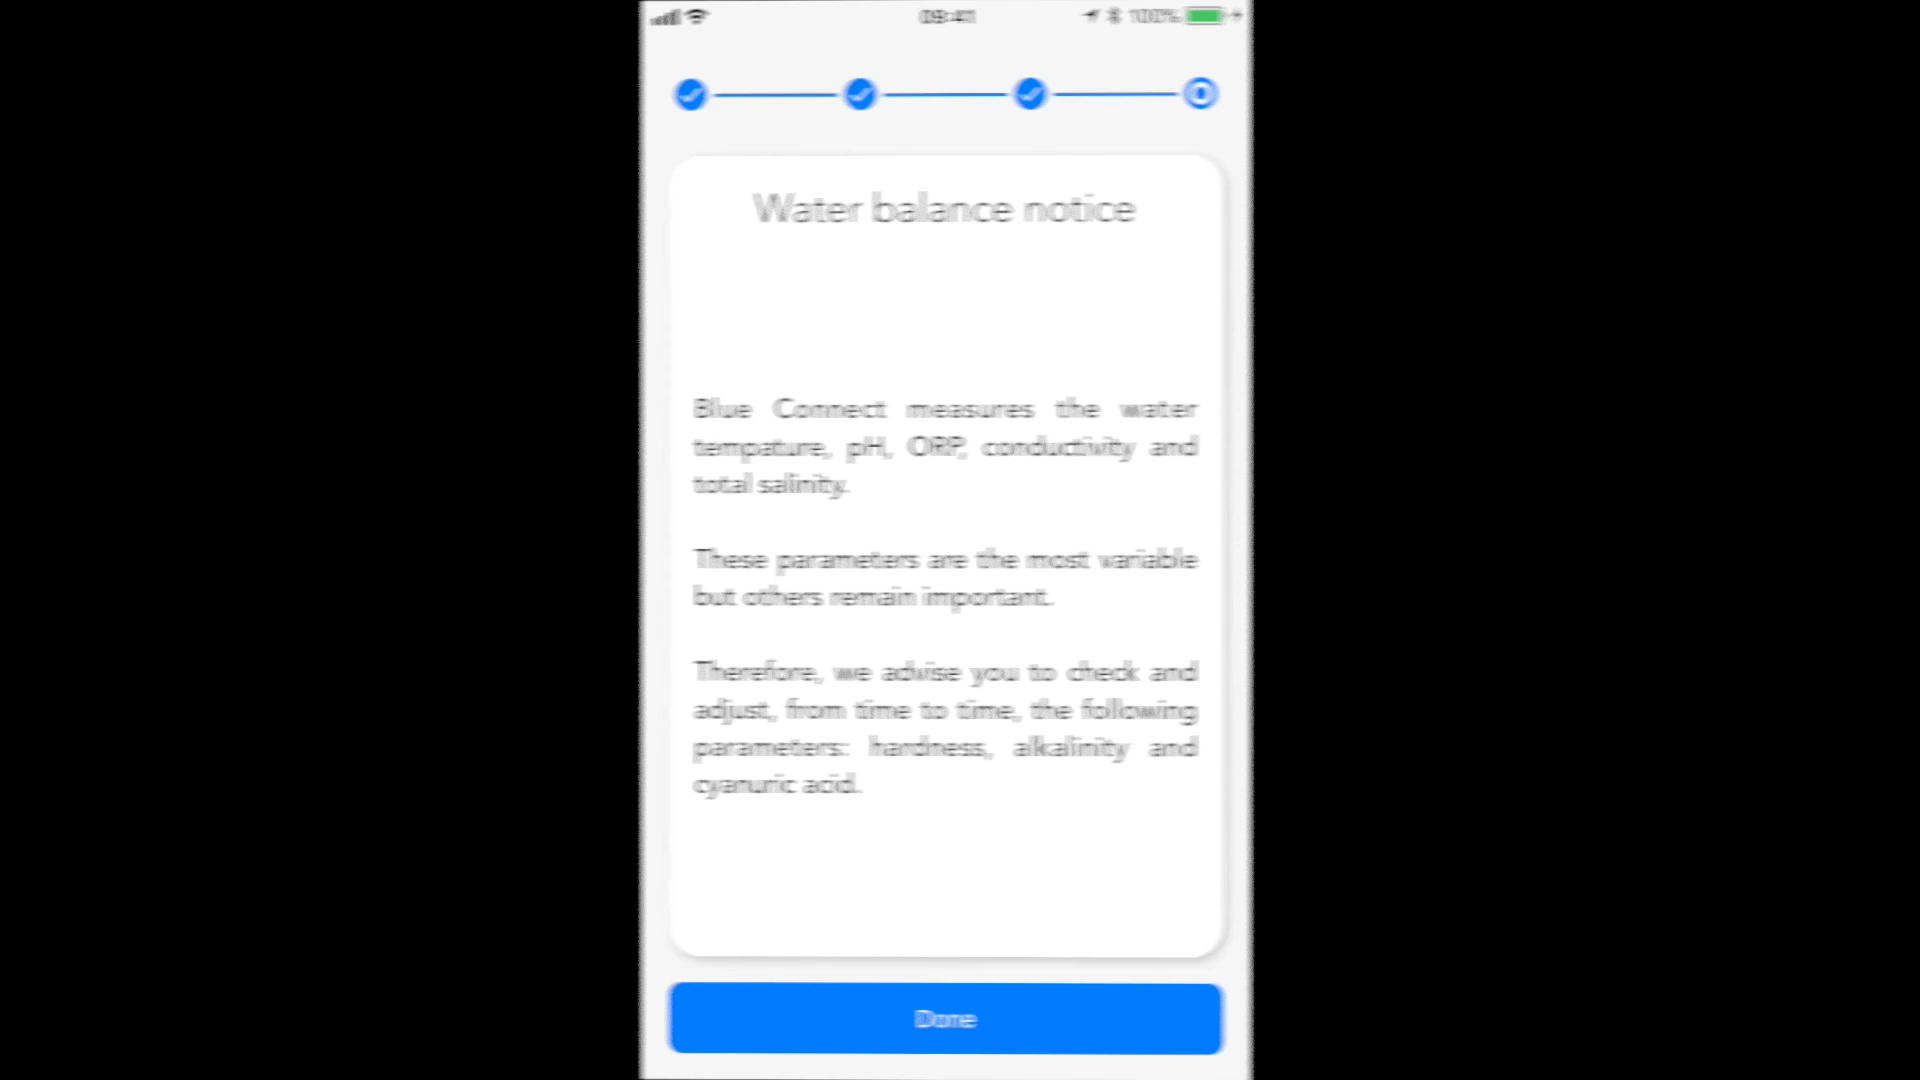 09:41
100%
Water balance notice
Blue Connect measures the water
tempature, pH, ORP, conductivity and
total salinity.
These parameters are the most variable
but others remain important.
Therefore, we advise you to check and
adjust, from time to time, the following
parameters: hardness, alkalinity and
cyanuric acid.
Done